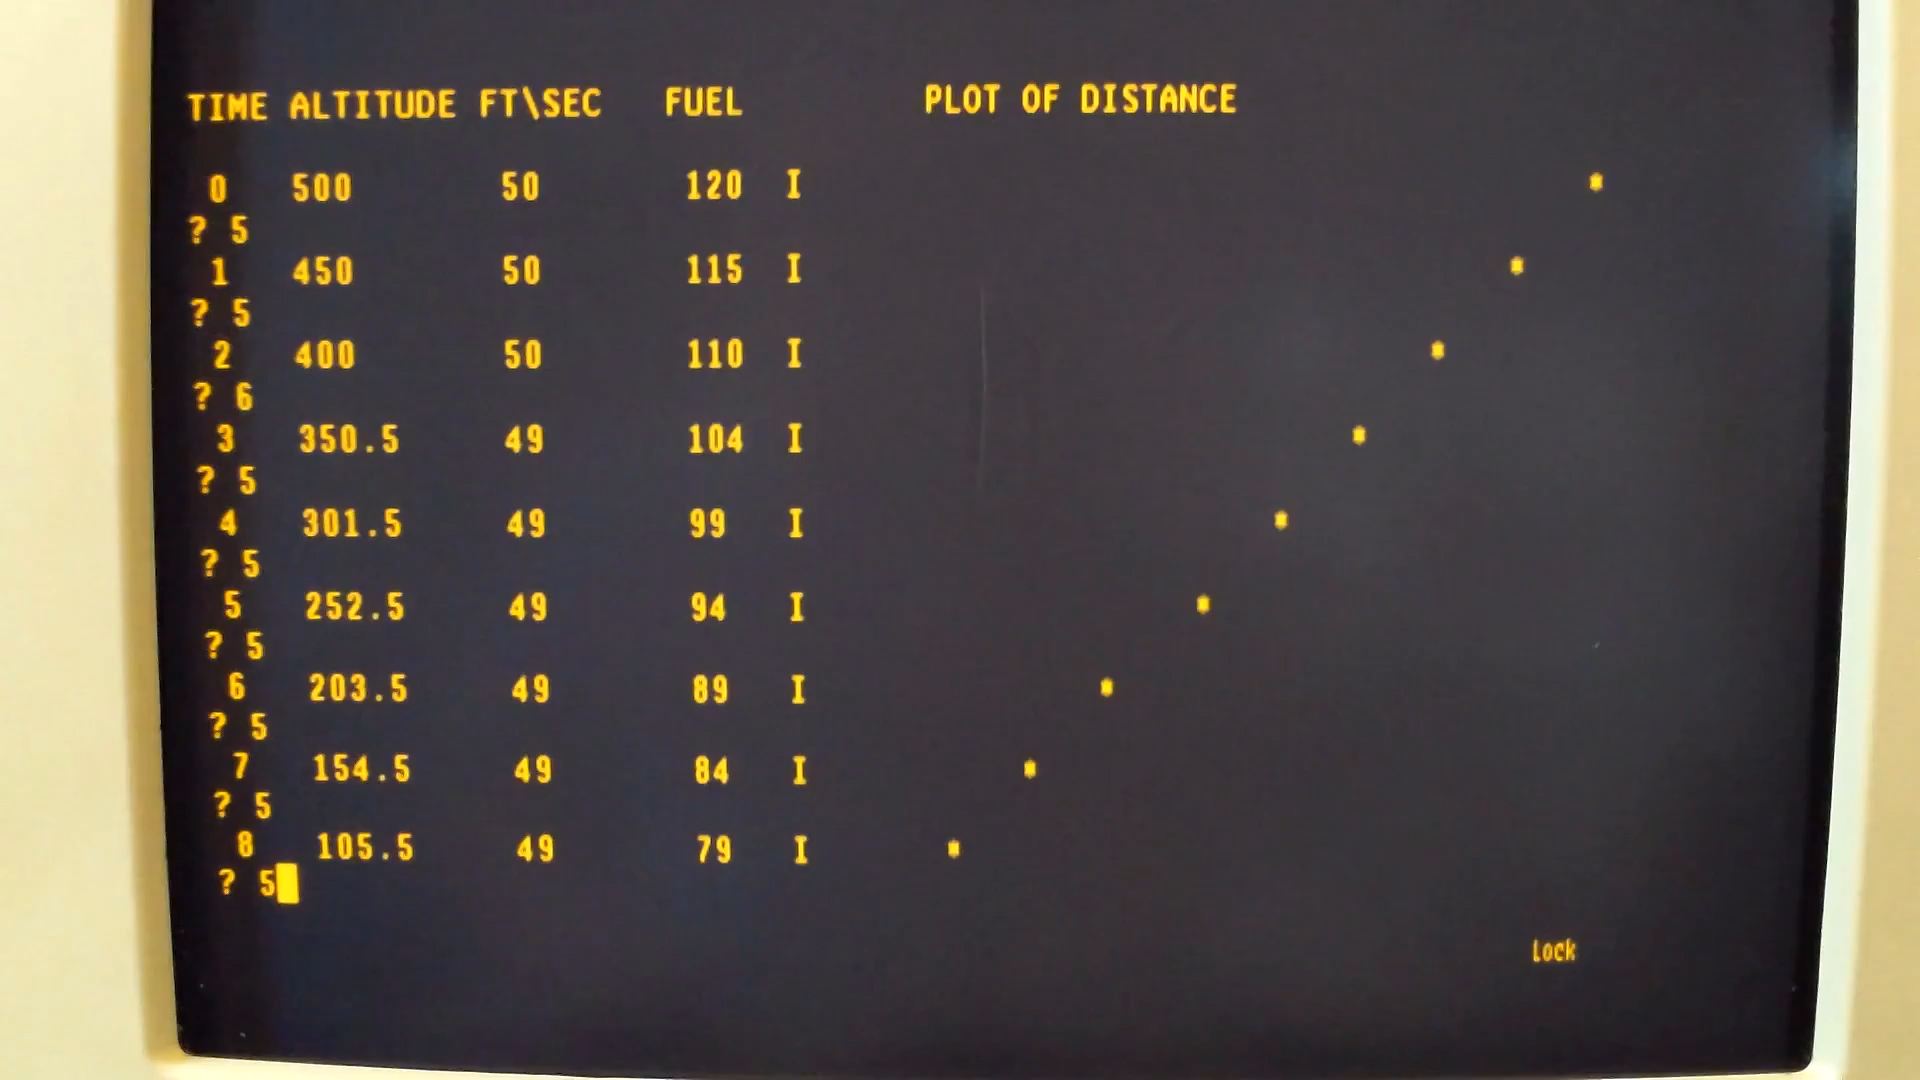 TIME ALTITUDE FT\SEC FUEL PLOT OF DISTANCE
0 500 50 120 I *
? 5
1 450 50 115 I *
? 5
2 400 50 110 I *
? 6
3 350.5 49 104 I *
? 5
4 301.5 49 99 I *
? 5
5 252.5 49 94 I *
? 5
6 203.5 49 89 I *
? 5
7 154.5 49 84 I *
? 5
8 105.5 49 79 I *
? 5
Lock